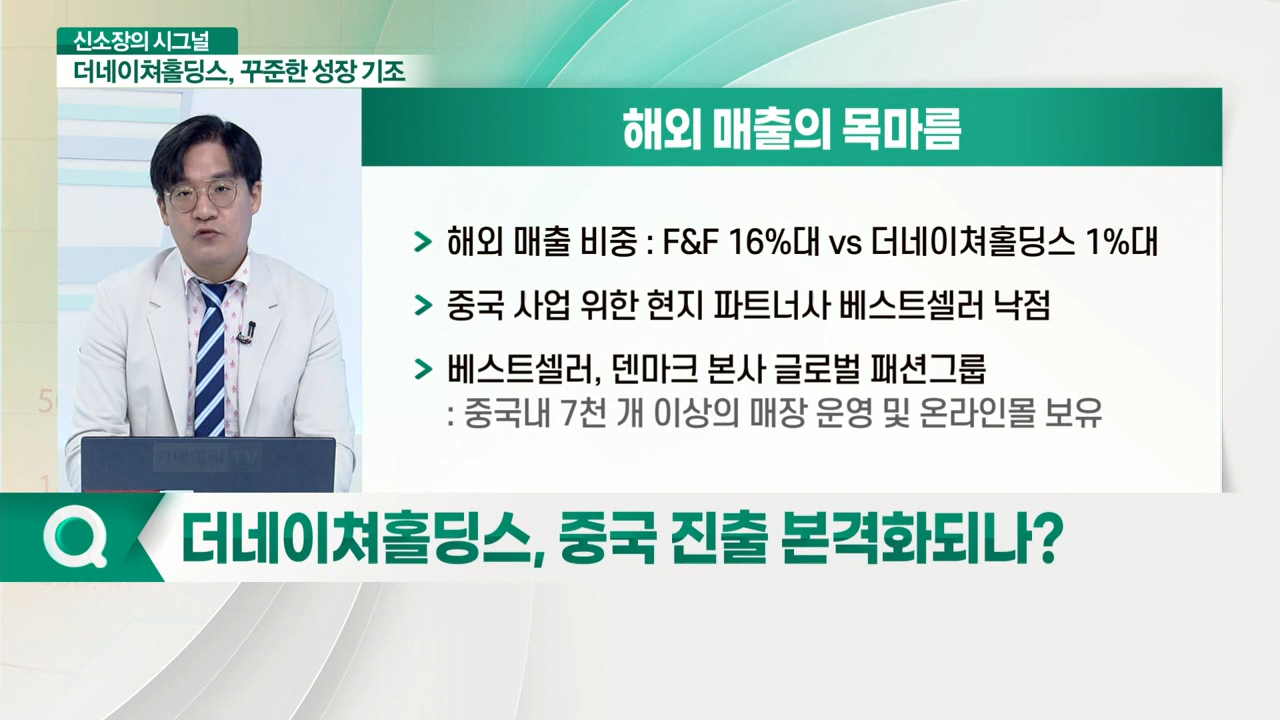 신소장의 시그널
더네이쳐홀딩스, 꾸준한 성장 기조
해외 매출의 목마름
> 해외 매출 비중 : F&F 16%대 vs 더네이쳐홀딩스 1%대
> 중국 사업 위한 현지 파트너사 베스트셀러 낙점
> 베스트셀러, 덴마크 본사 글로벌 패션그룹
: 중국내 7천 개 이상의 매장 운영 및 온라인몰 보유
더네이쳐홀딩스, 중국 진출 본격화되나?